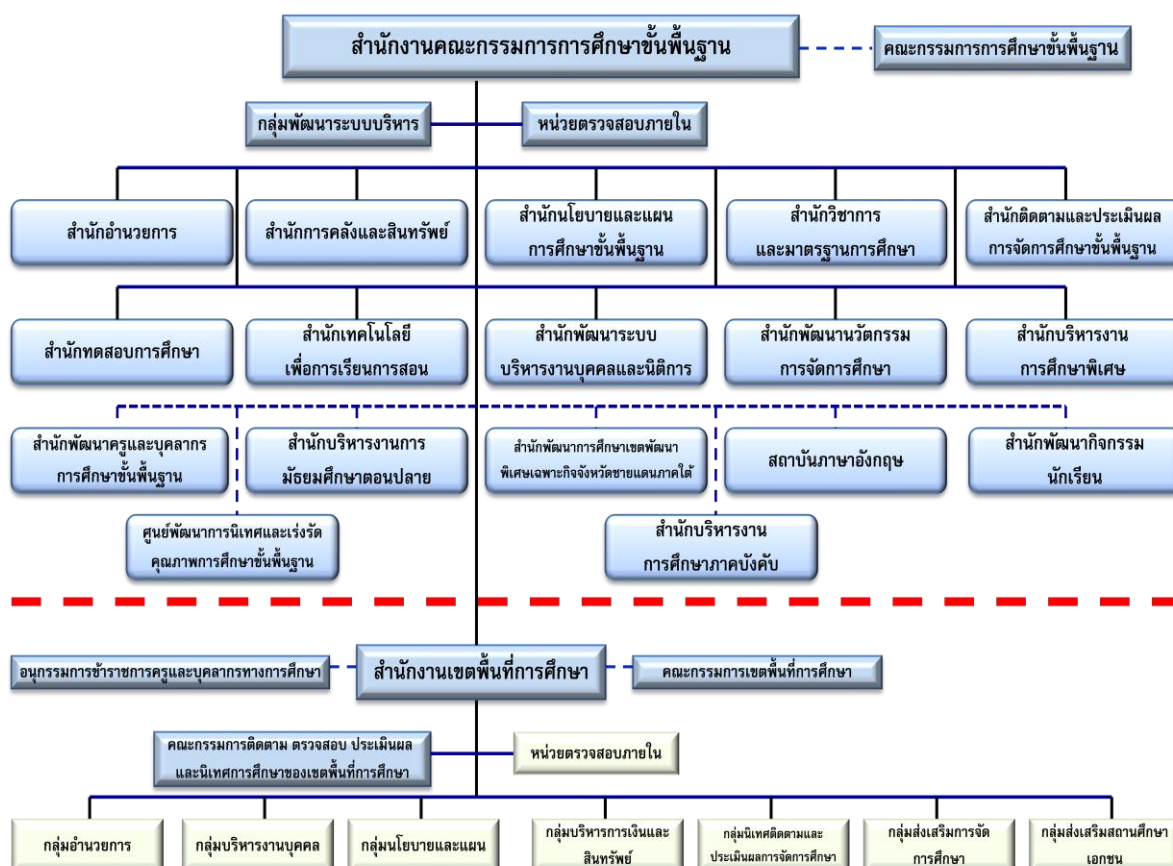 สำนักงานคณะกรรมการการศึกษาขั้นพื้นฐาน
คณะกรรมการการศึกษาขั้นพื้นฐาน
กลุ่มพัฒนาระบบบริหาร
หน่วยตรวจสอบภายใน
สำนักอำนวยการ
สำนักการคลังและสินทรัพย์
สำนักนโยบายและแผน
การศึกษาขั้นพื้นฐาน
สำนักวิชาการ
และมาตรฐานการศึกษา
สำนักติดตามและประเมินผล
การจัดการศึกษาขั้นพื้นฐาน
สำนักทดสอบการศึกษา
สำนักเทคโนโลยี
เพื่อการเรียนการสอน
สำนักพัฒนาระบบ
บริหารงานบุคคลและนิติการ
สำนักพัฒนานวัตกรรม
การจัดการศึกษา
สำนักบริหารงาน
การศึกษาพิเศษ
สำนักพัฒนาครูและบุคลากร
การศึกษาขั้นพื้นฐาน
สำนักบริหารงานการ
มัธยมศึกษาตอนปลาย
สำนักพัฒนาการศึกษาเขตพัฒนา
พิเศษเฉพาะกิจจังหวัดชายแดนภาคใต้
สถาบันภาษาอังกฤษ
สำนักพัฒนากิจกรรม
นักเรียน
ศูนย์พัฒนาการนิเทศและเร่งรัด
คุณภาพการศึกษาขั้นพื้นฐาน
สำนักบริหารงาน
การศึกษาภาคบังคับ
อนุกรรมการข้าราชการครูและบุคลากรทางการศึกษา
สำนักงานเขตพื้นที่การศึกษา
คณะกรรมการเขตพื้นที่การศึกษา
คณะกรรมการติดตาม ตรวจสอบ ประเมินผล
และนิเทศการศึกษาของเขตพื้นที่การศึกษา
หน่วยตรวจสอบภายใน
กลุ่มอำนวยการ
กลุ่มบริหารงานบุคคล
กลุ่มนโยบายและแผน
กลุ่มบริหารการเงินและ
สินทรัพย์
กลุ่มนิเทศติดตามและ
ประเมินผลการจัดการศึกษา
กลุ่มส่งเสริมการจัด
การศึกษา
กลุ่มส่งเสริมสถานศึกษา
เอกชน